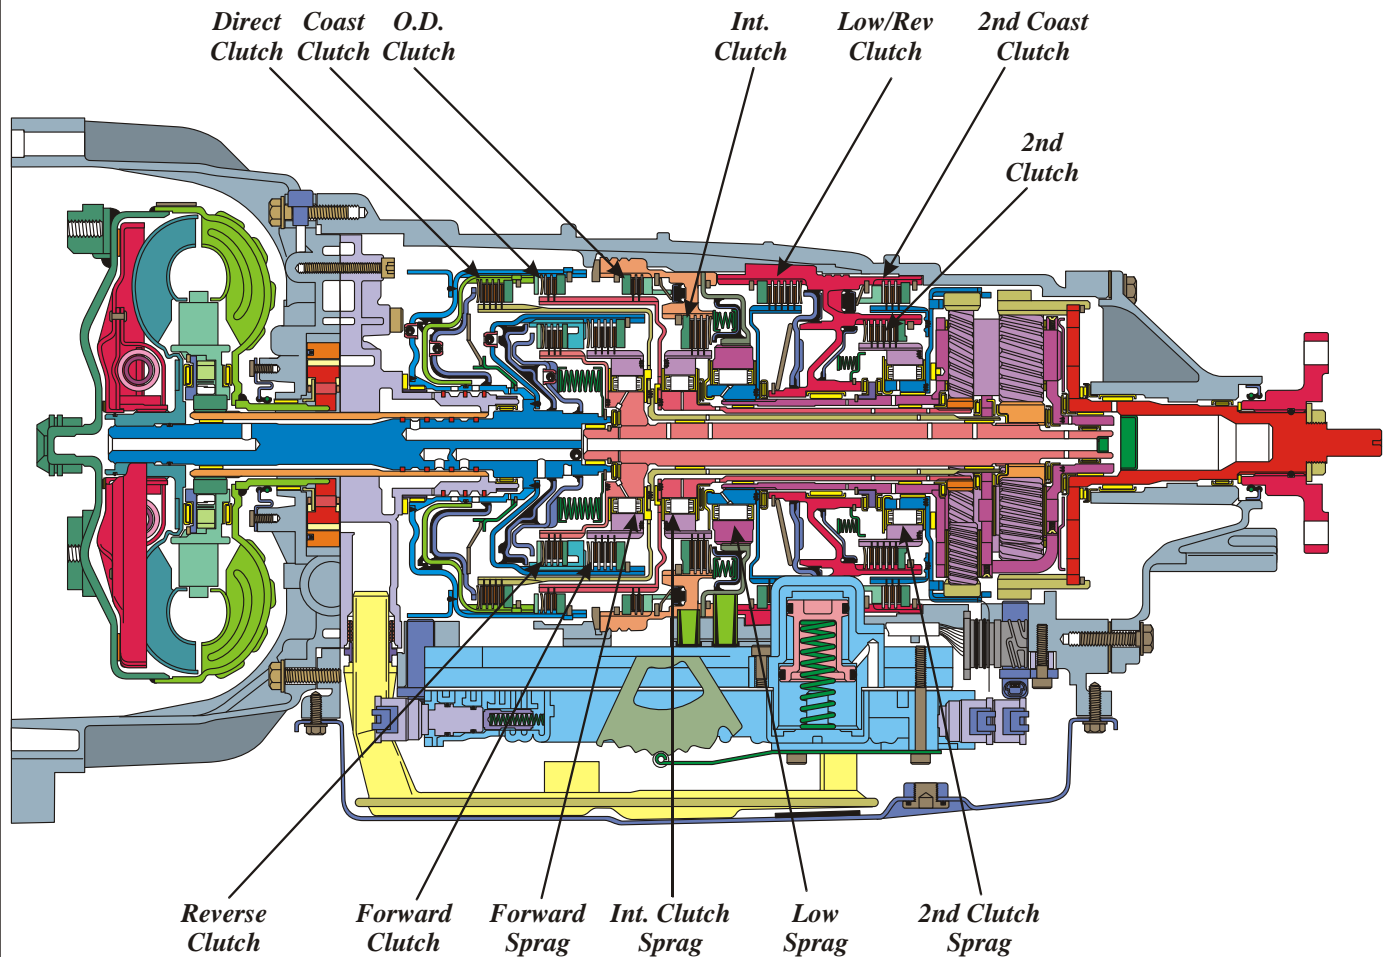 Direct
Clutch
Coast
Clutch
O.D.
Clutch
Int.
Clutch
Low/Rev
Clutch
2nd Coast
Clutch
2nd
Clutch
Reverse
Clutch
Forward
Clutch
Forward
Sprag
Int. Clutch
Sprag
Low
Sprag
2nd Clutch
Sprag